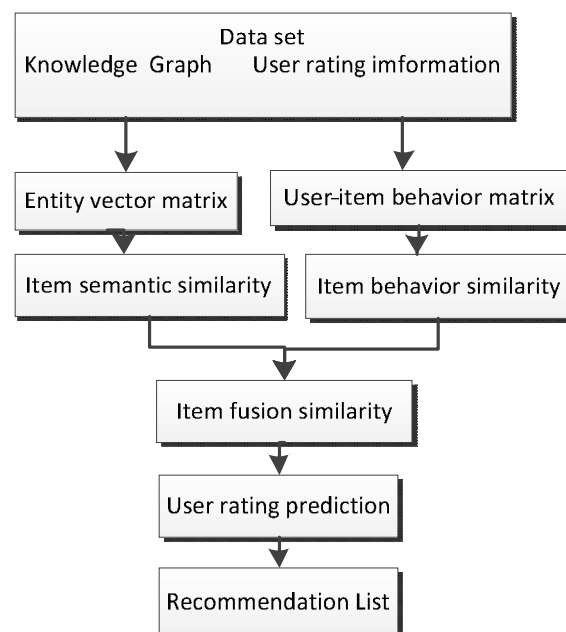 Data set
Knowledge Graph User rating imformation
Entity vector matrix
User-item behavior matrix
Item semantic similarity
Item behavior similarity
Item fusion similarity
User rating prediction
Recommendation List